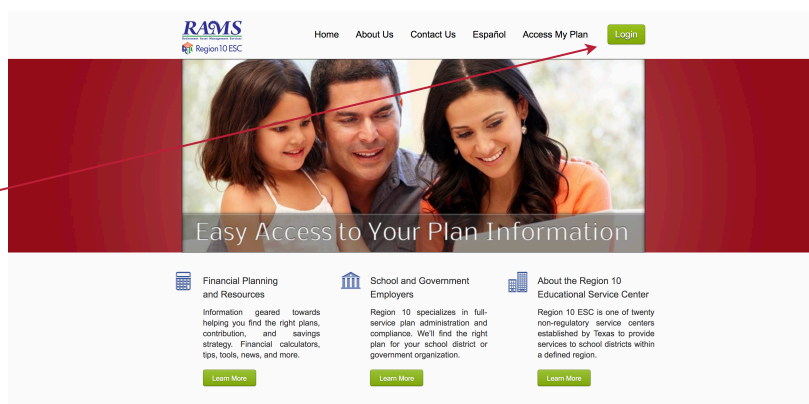 RAMS
Retirement Asset Management Services
Region 10 ESC
Home About Us Contact Us Español Access My Plan Login
Easy Access to Your Plan Information
Financial Planning
and Resources
Information geared towards
helping you find the right plans,
contribution, and savings
strategy. Financial calculators,
tips, tools, news, and more.
Learn More
School and Government
Employers
Region 10 specializes in full-
service plan administration and
compliance. We'll find the right
plan for your school district or
government organization.
Learn More
About the Region 10
Educational Service Center
Region 10 ESC is one of twenty
non-regulatory service centers
established by Texas to provide
services to school districts within
a defined region.
Learn More